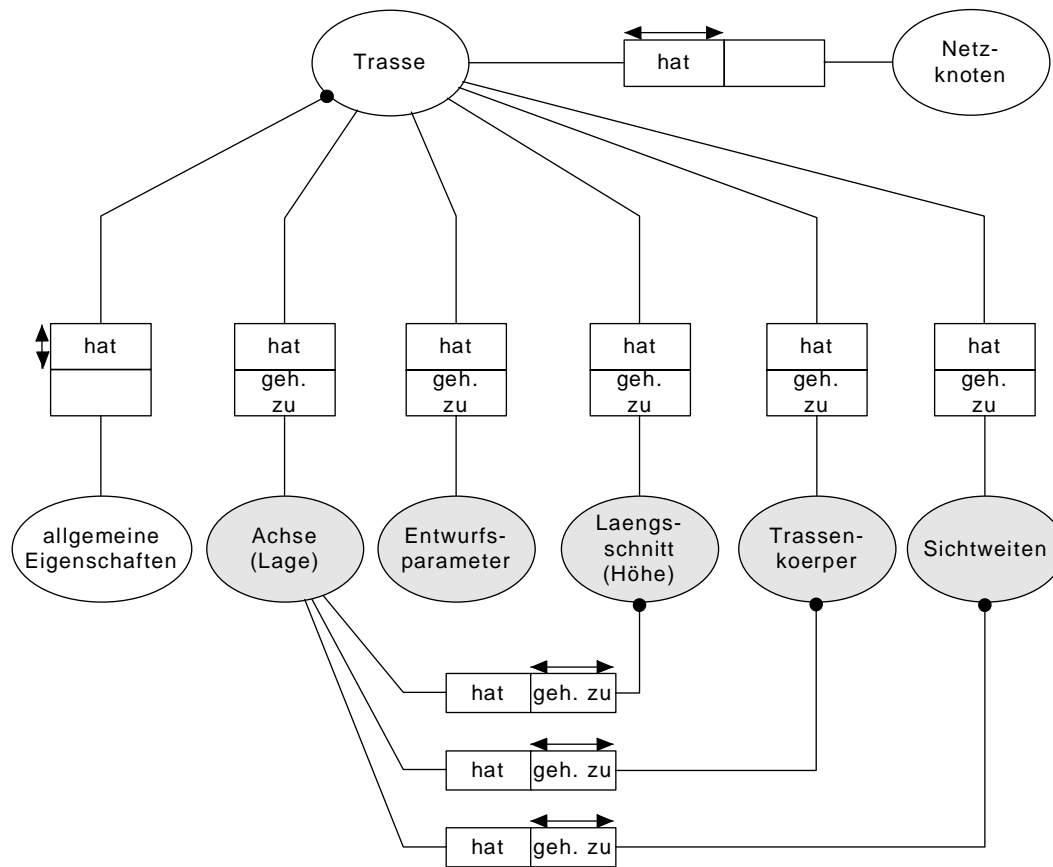 Trasse
hat
Netz-
knoten
hat
hat
hat
hat
hat
hat
geh.
zu
geh.
zu
geh.
zu
geh.
zu
geh.
zu
allgemeine
Eigenschaften
Achse
(Lage)
Entwurfs-
parameter
Laengs-
schnitt
(Höhe)
Trassen-
koerper
Sichtweiten
hat
geh. zu
hat
geh. zu
hat
geh. zu